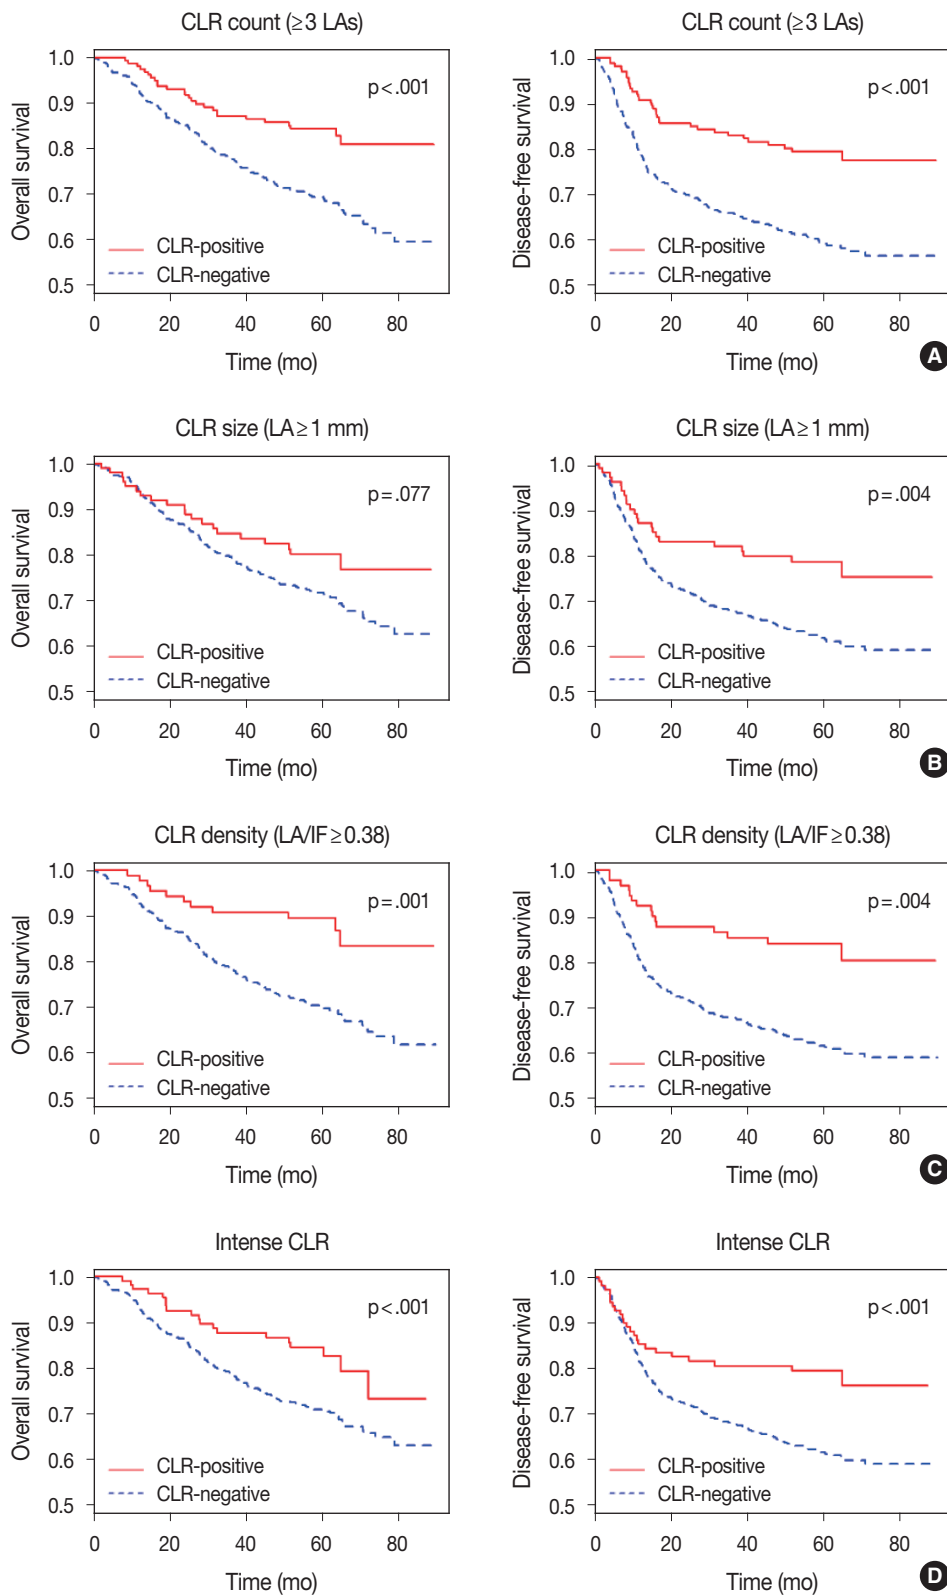 CLR count (≥3 LAs)
1.0
0.9
0.8
0.7
0.6
0.5
Overall survival
p<.001
CLR-positive
CLR-negative
0 20 40 60 80
Time (mo)
CLR count (≥3 LAs)
1.0
0.9
0.8
0.7
0.6
0.5
Disease-free survival
p<.001
CLR-positive
CLR-negative
0 20 40 60 80
Time (mo)
A
CLR size (LA≥1 mm)
1.0
0.9
0.8
0.7
0.6
0.5
Overall survival
p=.077
CLR-positive
CLR-negative
0 20 40 60 80
Time (mo)
CLR size (LA≥1 mm)
1.0
0.9
0.8
0.7
0.6
0.5
Disease-free survival
p=.004
CLR-positive
CLR-negative
0 20 40 60 80
Time (mo)
B
CLR density (LA/IF≥0.38)
1.0
0.9
0.8
0.7
0.6
0.5
Overall survival
p=.001
CLR-positive
CLR-negative
0 20 40 60 80
Time (mo)
CLR density (LA/IF≥0.38)
1.0
0.9
0.8
0.7
0.6
0.5
Disease-free survival
p=.004
CLR-positive
CLR-negative
0 20 40 60 80
Time (mo)
C
Intense CLR
1.0
0.9
0.8
0.7
0.6
0.5
Overall survival
p<.001
CLR-positive
CLR-negative
0 20 40 60 80
Time (mo)
Intense CLR
1.0
0.9
0.8
0.7
0.6
0.5
Disease-free survival
p<.001
CLR-positive
CLR-negative
0 20 40 60 80
Time (mo)
D